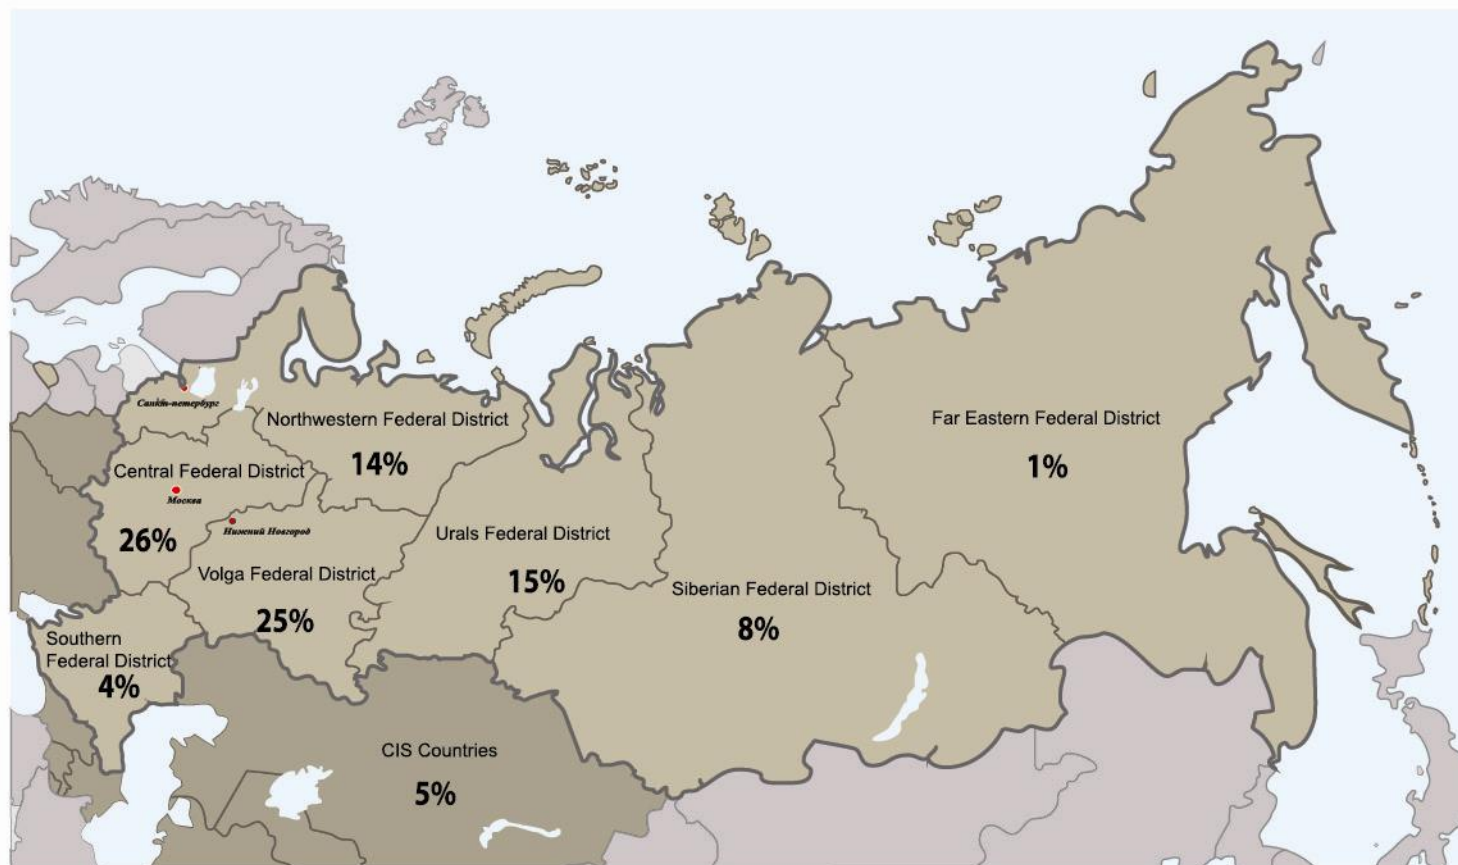 Санкт-петербург
Northwestern Federal District
14%
Far Eastern Federal District
1%
Central Federal District
Москва
26%
Нижний Новгород
Urals Federal District
15%
Volga Federal District
25%
Siberian Federal District
8%
Southern
Federal District
4%
CIS Countries
5%